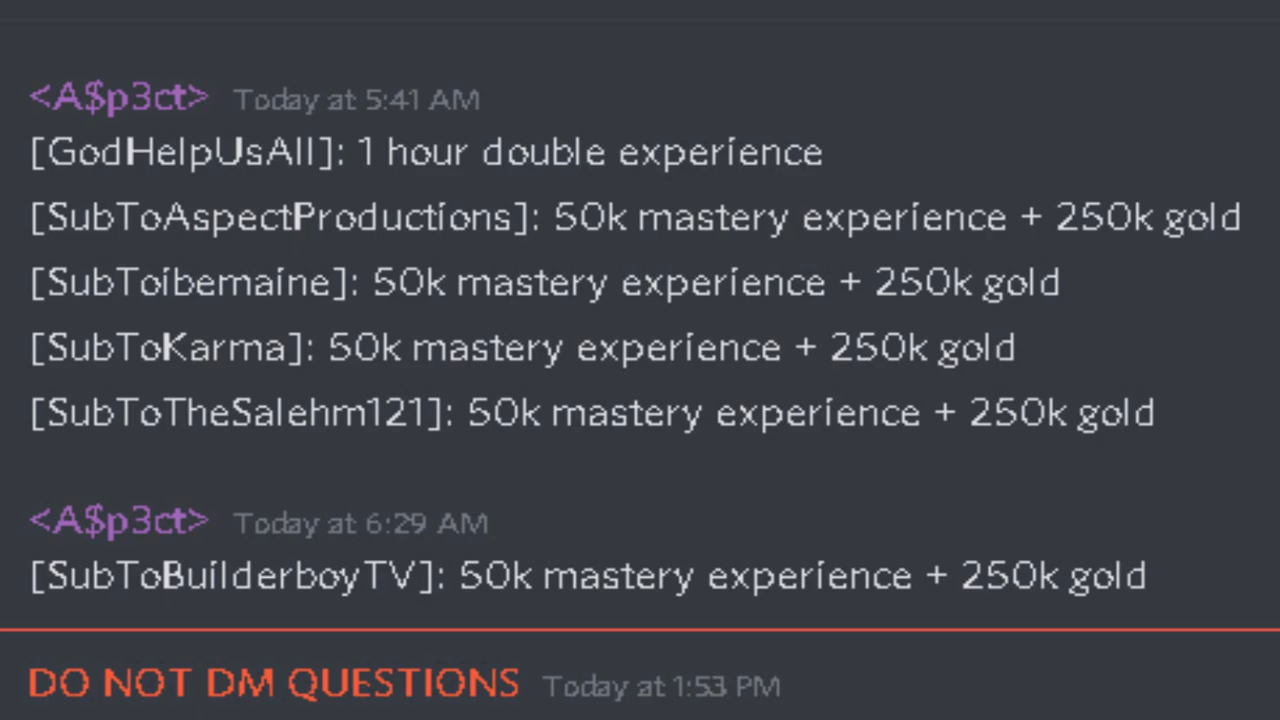 <A$p3ct> Today at 5:41 AM
[GodHelpUsAll]: 1 hour double experience
[SubToAspectProductions]: 50k mastery experience + 250k gold
[SubToibemaine]: 50k mastery experience + 250k gold
[SubToKarma]: 50k mastery experience + 250k gold
[SubToTheSalehm121]: 50k mastery experience + 250k gold
<A$p3ct> Today at 6:29 AM
[SubToBuilderboyTV]: 50k mastery experience + 250k gold
DO NOT DM QUESTIONS Today at 1:53 PM